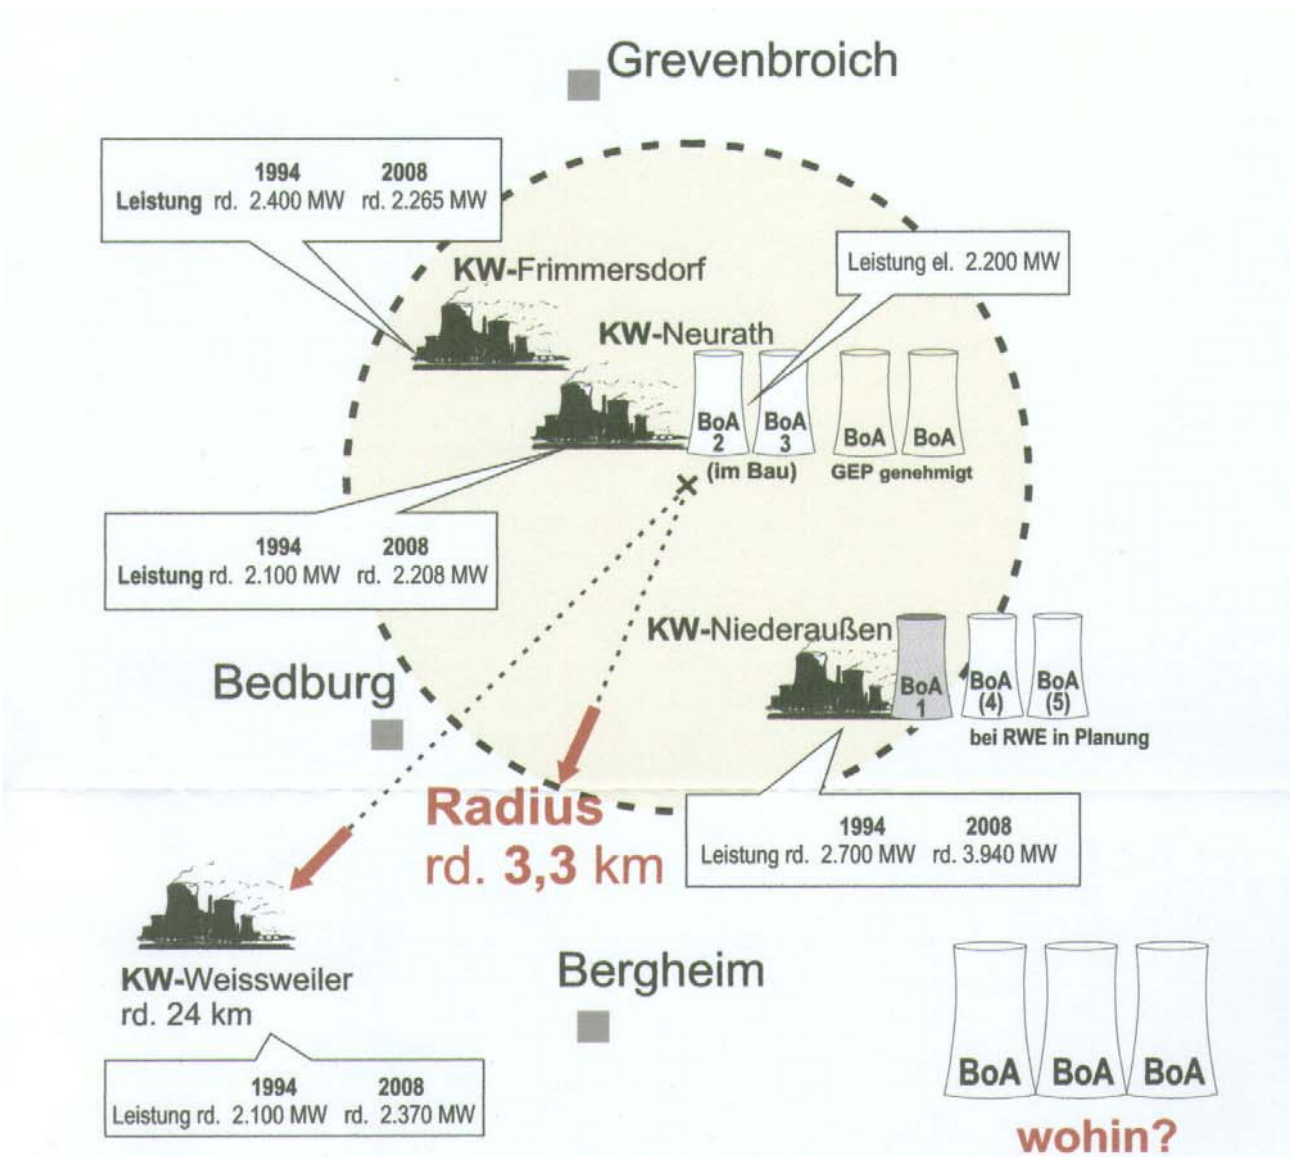 Grevenbroich
1994 2008
Leistung rd. 2.400 MW rd. 2.265 MW
Leistung el. 2.200 MW
KW-Frimmersdorf
KW-Neurath
BoA
2
BoA
3
BoA
BoA
(im Bau)
GEP genehmigt
1994 2008
Leistung rd. 2.100 MW rd. 2.208 MW
KW-Niederaußen
Bedburg
BoA
1
BoA
(4)
BoA
(5)
bei RWE in Planung
Radius
rd. 3,3 km
1994 2008
Leistung rd. 2.700 MW rd. 3.940 MW
KW-Weissweiler
rd. 24 km
Bergheim
1994 2008
Leistung rd. 2.100 MW rd. 2.370 MW
BoA BoA BoA
wohin?